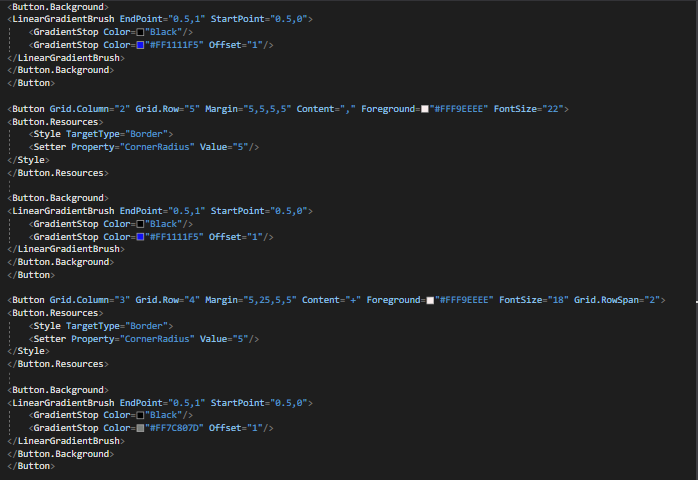 <Button.Background>
<LinearGradientBrush EndPoint="0.5,1" StartPoint="0.5,0">
<GradientStop Color="Black"/>
<GradientStop Color="#FF1111F5" Offset="1"/>
</LinearGradientBrush>
</Button.Background>
</Button>
<Button Grid.Column="2" Grid.Row="5" Margin="5,5,5,5" Content="," Foreground="#FFF9EEEE" FontSize="22">
<Button.Resources>
<Style TargetType="Border">
<Setter Property="CornerRadius" Value="5"/>
</Style>
</Button.Resources>
<Button.Background>
<LinearGradientBrush EndPoint="0.5,1" StartPoint="0.5,0">
<GradientStop Color="Black"/>
<GradientStop Color="#FF1111F5" Offset="1"/>
</LinearGradientBrush>
</Button.Background>
</Button>
<Button Grid.Column="3" Grid.Row="4" Margin="5,25,5,5" Content="+" Foreground="#FFF9EEEE" FontSize="18" Grid.RowSpan="2">
<Button.Resources>
<Style TargetType="Border">
<Setter Property="CornerRadius" Value="5"/>
</Style>
</Button.Resources>
<Button.Background>
<LinearGradientBrush EndPoint="0.5,1" StartPoint="0.5,0">
<GradientStop Color="Black"/>
<GradientStop Color="#FF7C807D" Offset="1"/>
</LinearGradientBrush>
</Button.Background>
</Button>